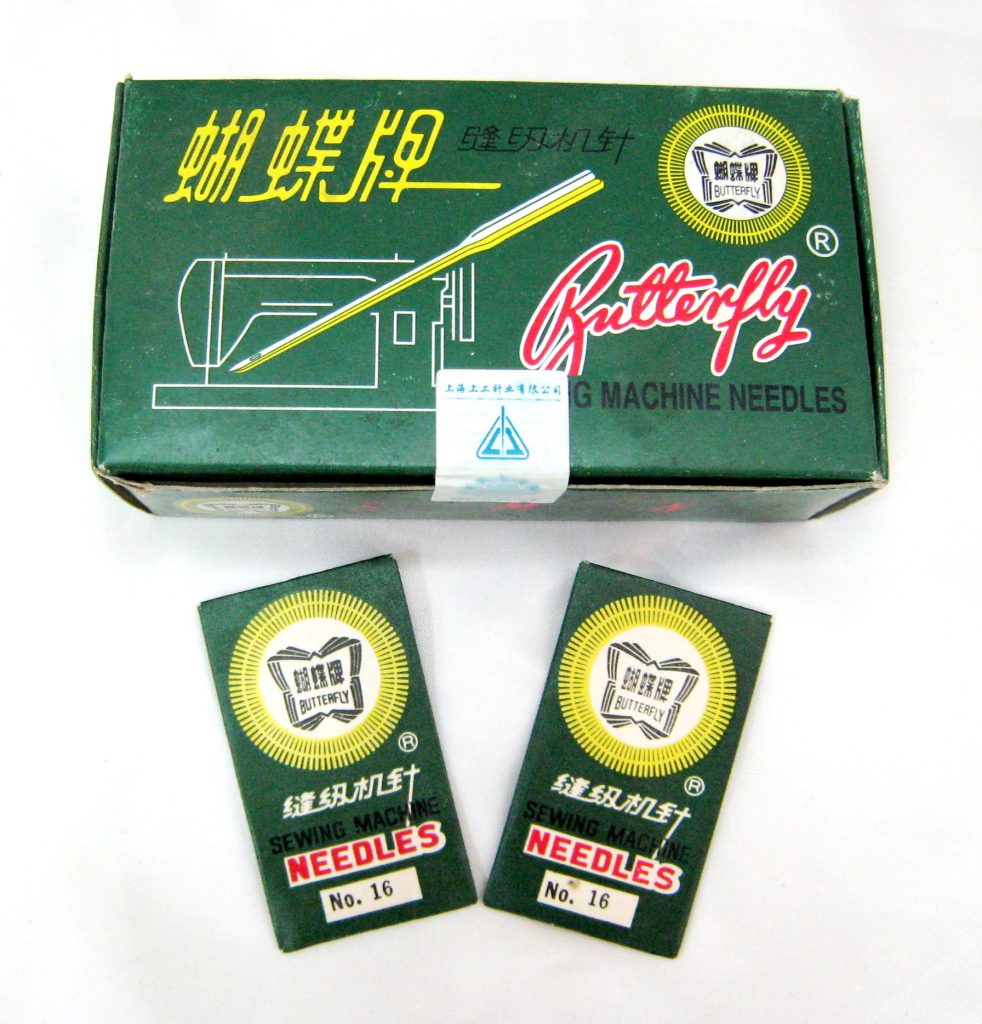 蝴蝶牌 缝纫机针
蝴蝶牌
BUTTERFLY
®
Butterfly
MACHINE NEEDLES
上海上工针业有限公司
蝴蝶牌
BUTTERFLY
®
缝纫机针
SEWING MACHINE
NEEDLES
No. 16
蝴蝶牌
BUTTERFLY
®
缝纫机针
SEWING MACHINE
NEEDLES
No. 16